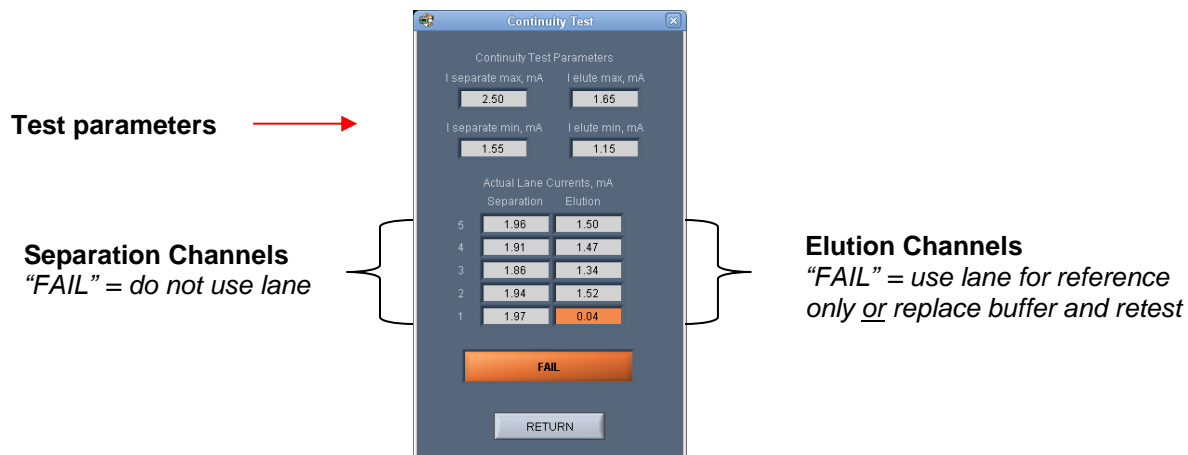 Continuity Test
Continuity Test Parameters
I separate max, mA I elute max, mA
2.50 1.65
Test parameters
I separate min, mA I elute min, mA
1.55 1.15
Actual Lane Currents, mA
Separation Elution
5 1.96 1.50
4 1.91 1.47
3 1.86 1.34
2 1.94 1.52
1 1.97 0.04
Separation Channels
“FAIL” = do not use lane
Elution Channels
“FAIL” = use lane for reference
only or replace buffer and retest
FAIL
RETURN